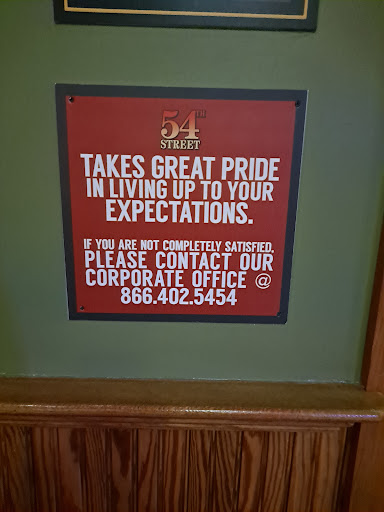 54TH
STREET
TAKES GREAT PRIDE
IN LIVING UP TO YOUR
EXPECTATIONS.
IF YOU ARE NOT COMPLETELY SATISFIED,
PLEASE CONTACT OUR
CORPORATE OFFICE @
866.402.5454